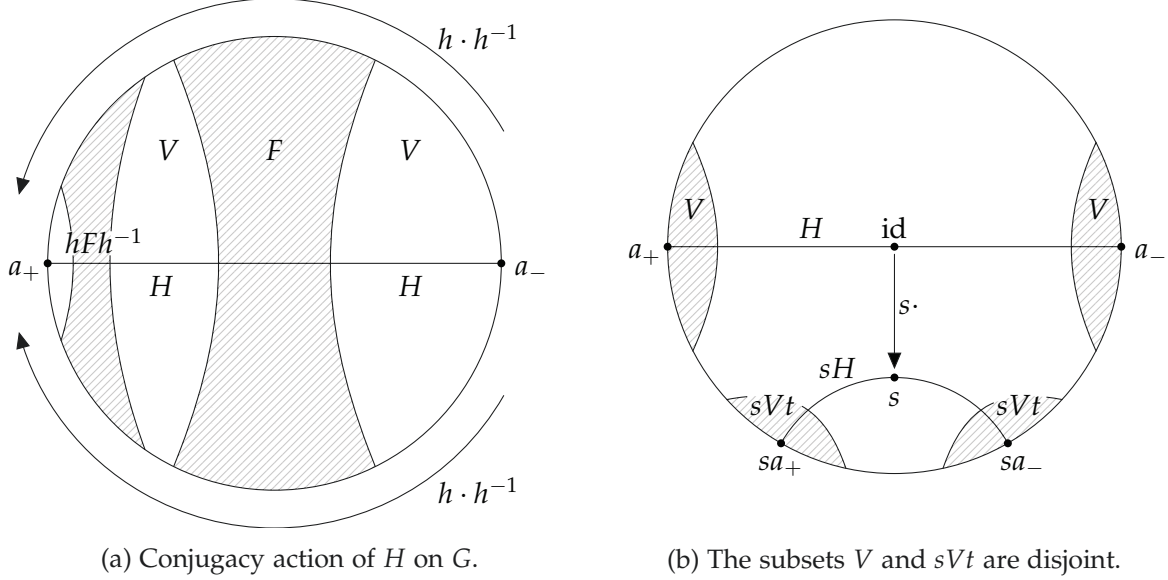 h · h⁻¹
V F V
hFh⁻¹
a₊ a₋
H H
h · h⁻¹
(a) Conjugacy action of H on G.
V H id V
a₊ a₋
s·
sH
sVt s sVt
sa₊ sa₋
(b) The subsets V and sVt are disjoint.